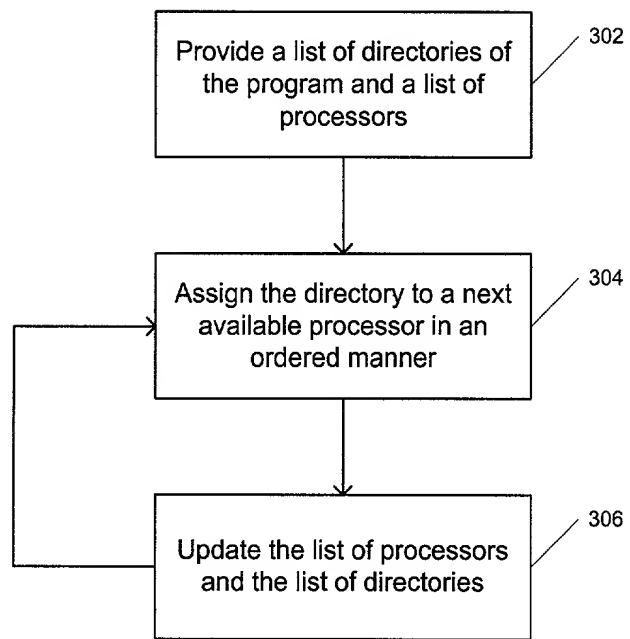 Provide a list of directories of
the program and a list of
processors
302
Assign the directory to a next
available processor in an
ordered manner
304
Update the list of processors
and the list of directories
306